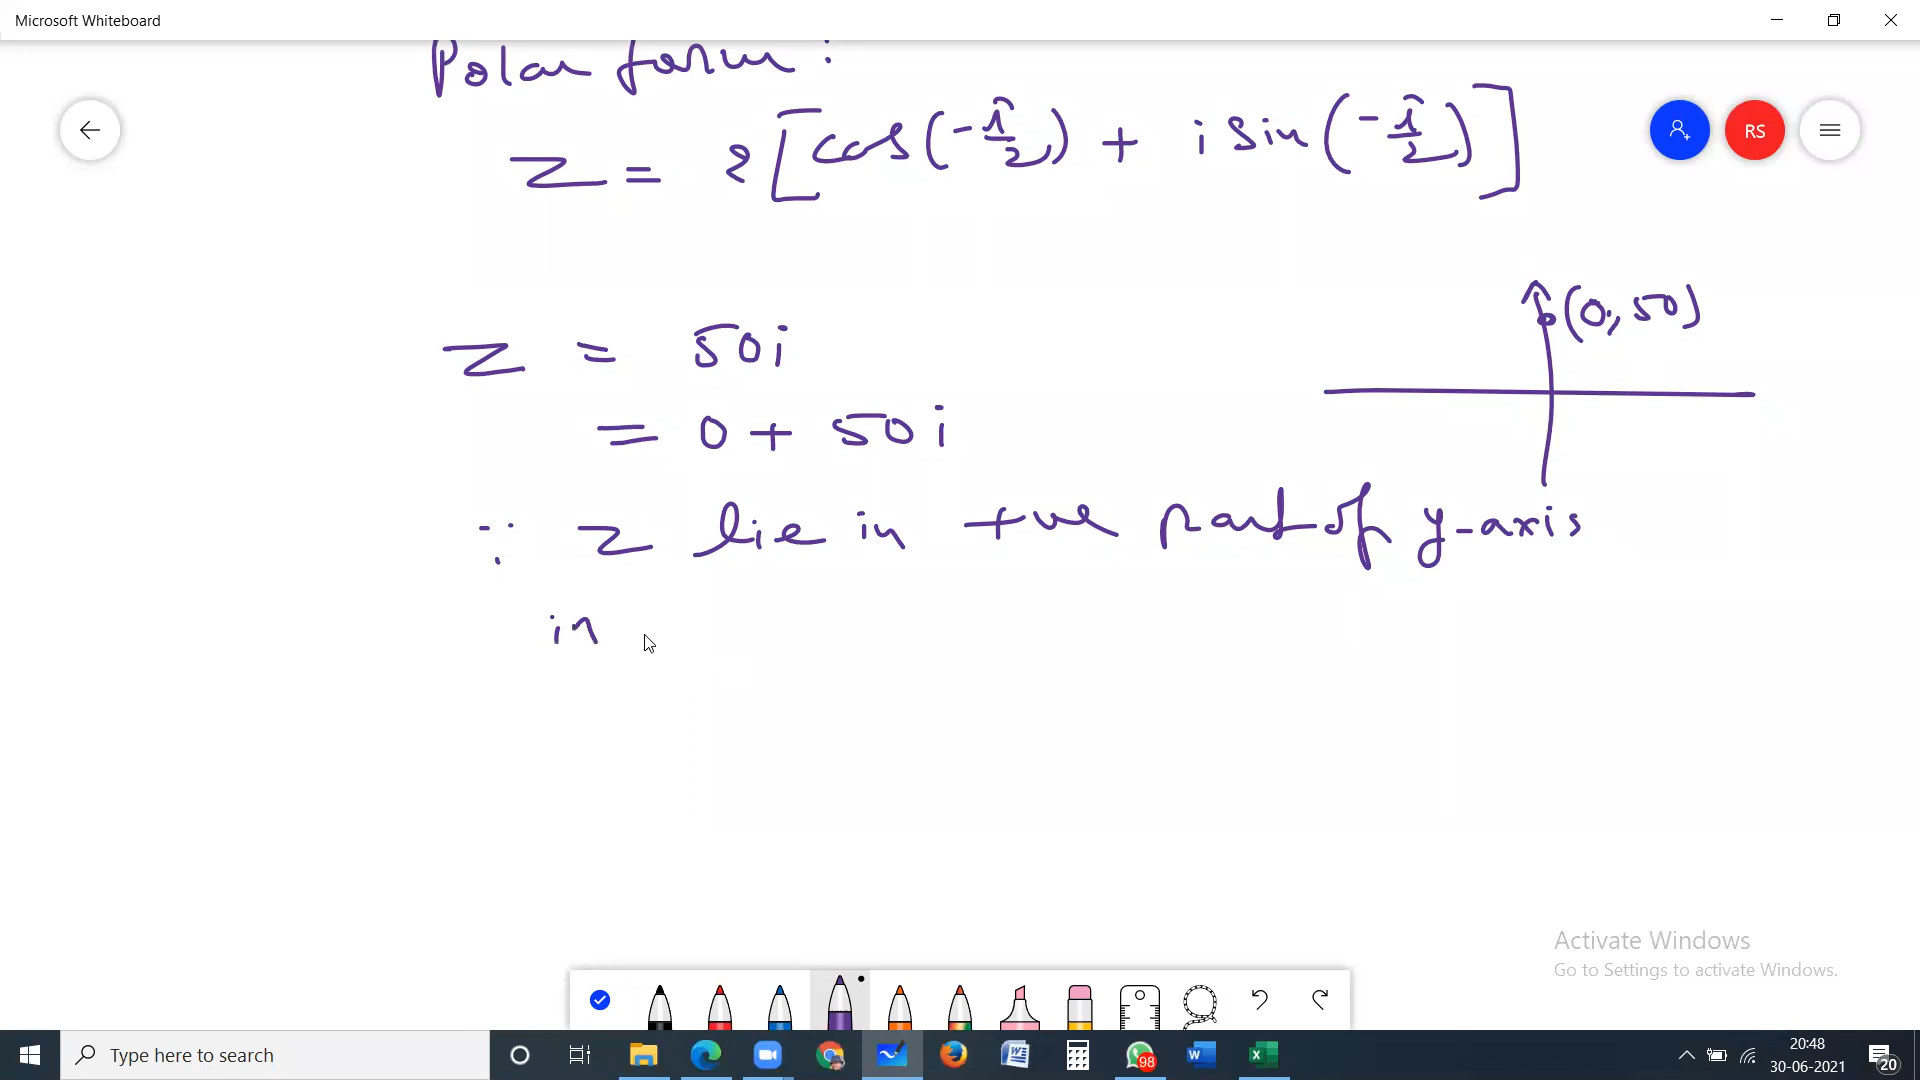 Microsoft Whiteboard
Polar form:
RS
z = 2[cos(-π/2) + i sin(-π/2)]
(0, 50)
z = 50i
= 0 + 50i
∵ z lie in +ve part of y-axis
in
Activate Windows
Go to Settings to activate Windows.
Type here to search
98
20:48
30-06-2021
20